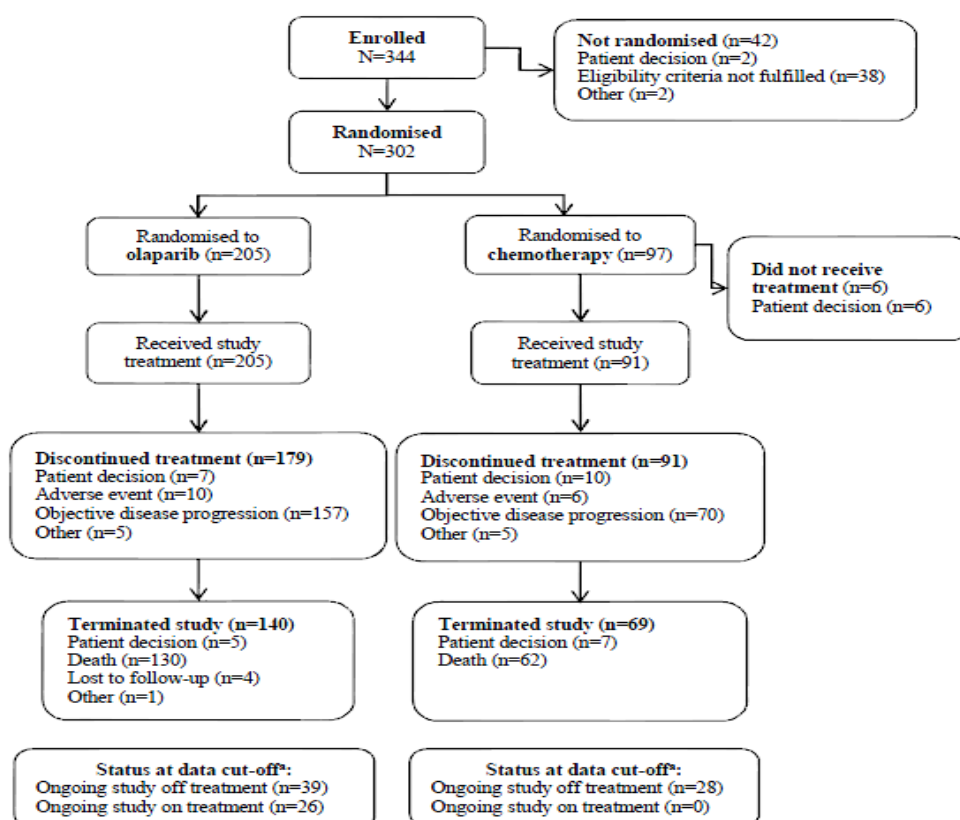 Enrolled
N=344
Not randomised (n=42)
Patient decision (n=2)
Eligibility criteria not fulfilled (n=38)
Other (n=2)
Randomised
N=302
Randomised to
olaparib (n=205)
Randomised to
chemotherapy (n=97)
Did not receive
treatment (n=6)
Patient decision (n=6)
Received study
treatment (n=205)
Received study
treatment (n=91)
Discontinued treatment (n=179)
Patient decision (n=7)
Adverse event (n=10)
Objective disease progression (n=157)
Other (n=5)
Discontinued treatment (n=91)
Patient decision (n=10)
Adverse event (n=6)
Objective disease progression (n=70)
Other (n=5)
Terminated study (n=140)
Patient decision (n=5)
Death (n=130)
Lost to follow-up (n=4)
Other (n=1)
Terminated study (n=69)
Patient decision (n=7)
Death (n=62)
Status at data cut-offᵃ:
Ongoing study off treatment (n=39)
Ongoing study on treatment (n=26)
Status at data cut-offᵃ:
Ongoing study off treatment (n=28)
Ongoing study on treatment (n=0)